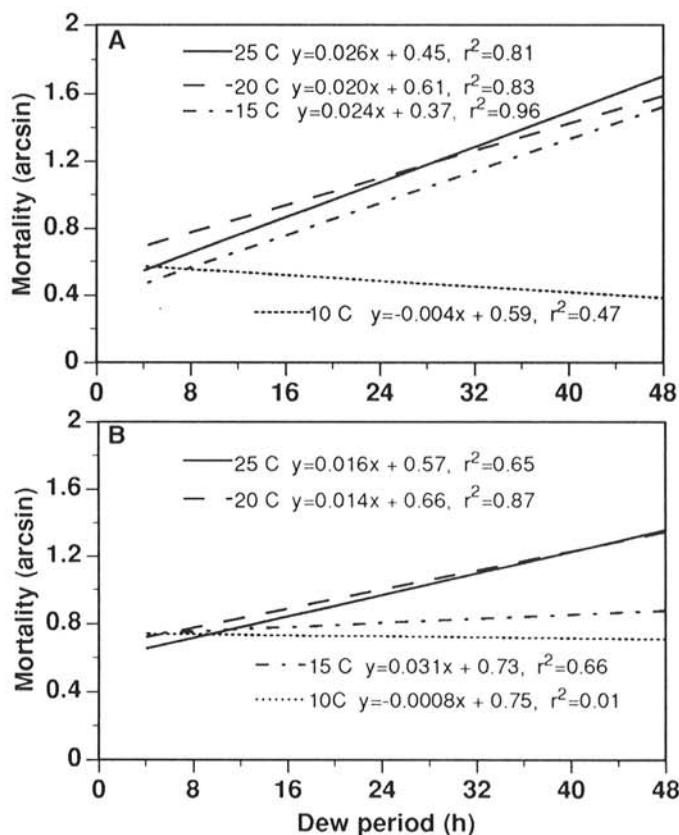 A
25 C y=0.026x + 0.45, r²=0.81
20 C y=0.020x + 0.61, r²=0.83
15 C y=0.024x + 0.37, r²=0.96
10 C y=-0.004x + 0.59, r²=0.47
Mortality (arcsin)
2
1.6
1.2
0.8
0.4
0
0 8 16 24 32 40 48
B
25 C y=0.016x + 0.57, r²=0.65
20 C y=0.014x + 0.66, r²=0.87
15 C y=0.031x + 0.73, r²=0.66
10C y=-0.0008x + 0.75, r²=0.01
Mortality (arcsin)
2
1.6
1.2
0.8
0.4
0
0 8 16 24 32 40 48
Dew period (h)